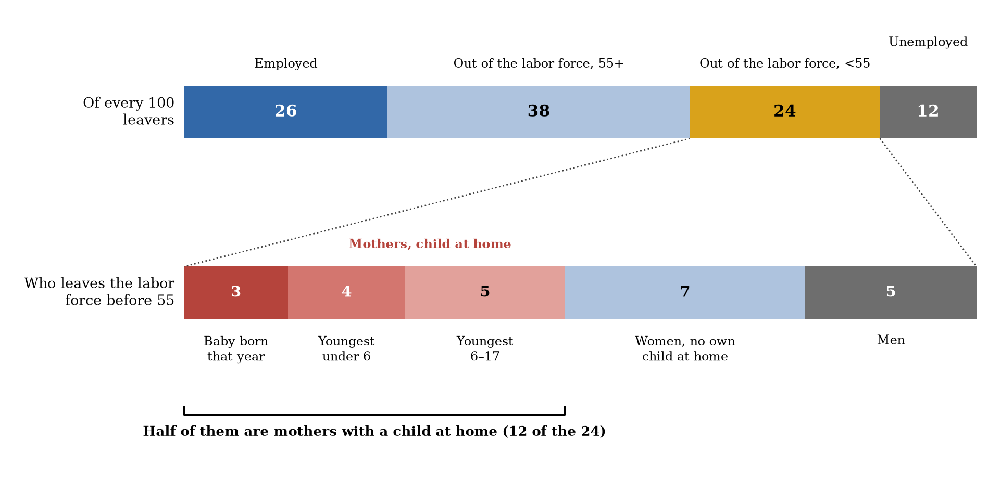 Unemployed
Employed
Out of the labor force, 55+
Out of the labor force, <55
Of every 100
leavers
26
38
24
12
Mothers, child at home
Who leaves the labor
force before 55
3
4
5
7
5
Baby born
that year
Youngest
under 6
Youngest
6–17
Women, no own
child at home
Men
Half of them are mothers with a child at home (12 of the 24)